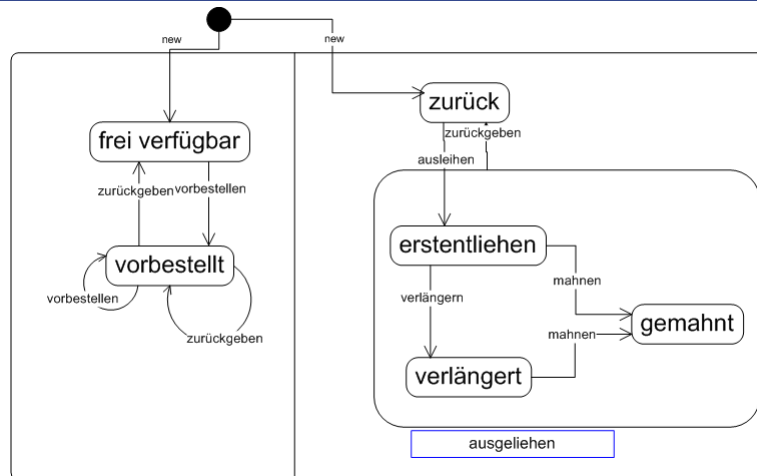 new
new
zurück
frei verfügbar
zurückgeben
ausleihen
zurückgeben
vorbestellen
erstentliehen
vorbestellt
mahnen
vorbestellen
verlängern
gemahnt
zurückgeben
mahnen
verlängert
ausgeliehen